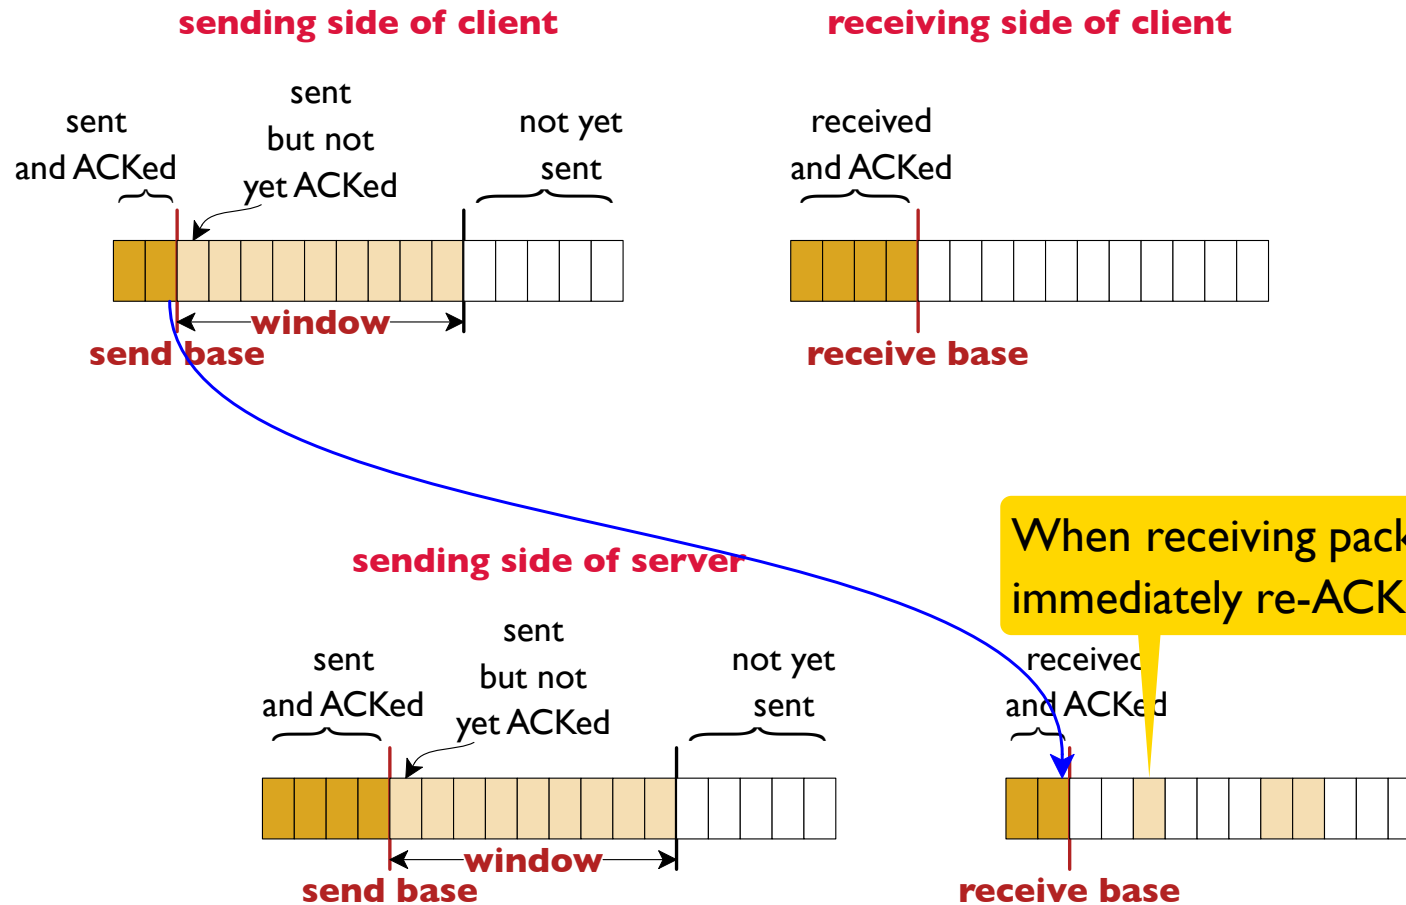 sending side of client
receiving side of client
sent
and ACKed
sent
but not
yet ACKed
not yet
sent
received
and ACKed
window
send base
receive base
sending side of server
When receiving pack
immediately re-ACK
sent
and ACKed
sent
but not
yet ACKed
not yet
sent
received
and ACKed
window
send base
receive base